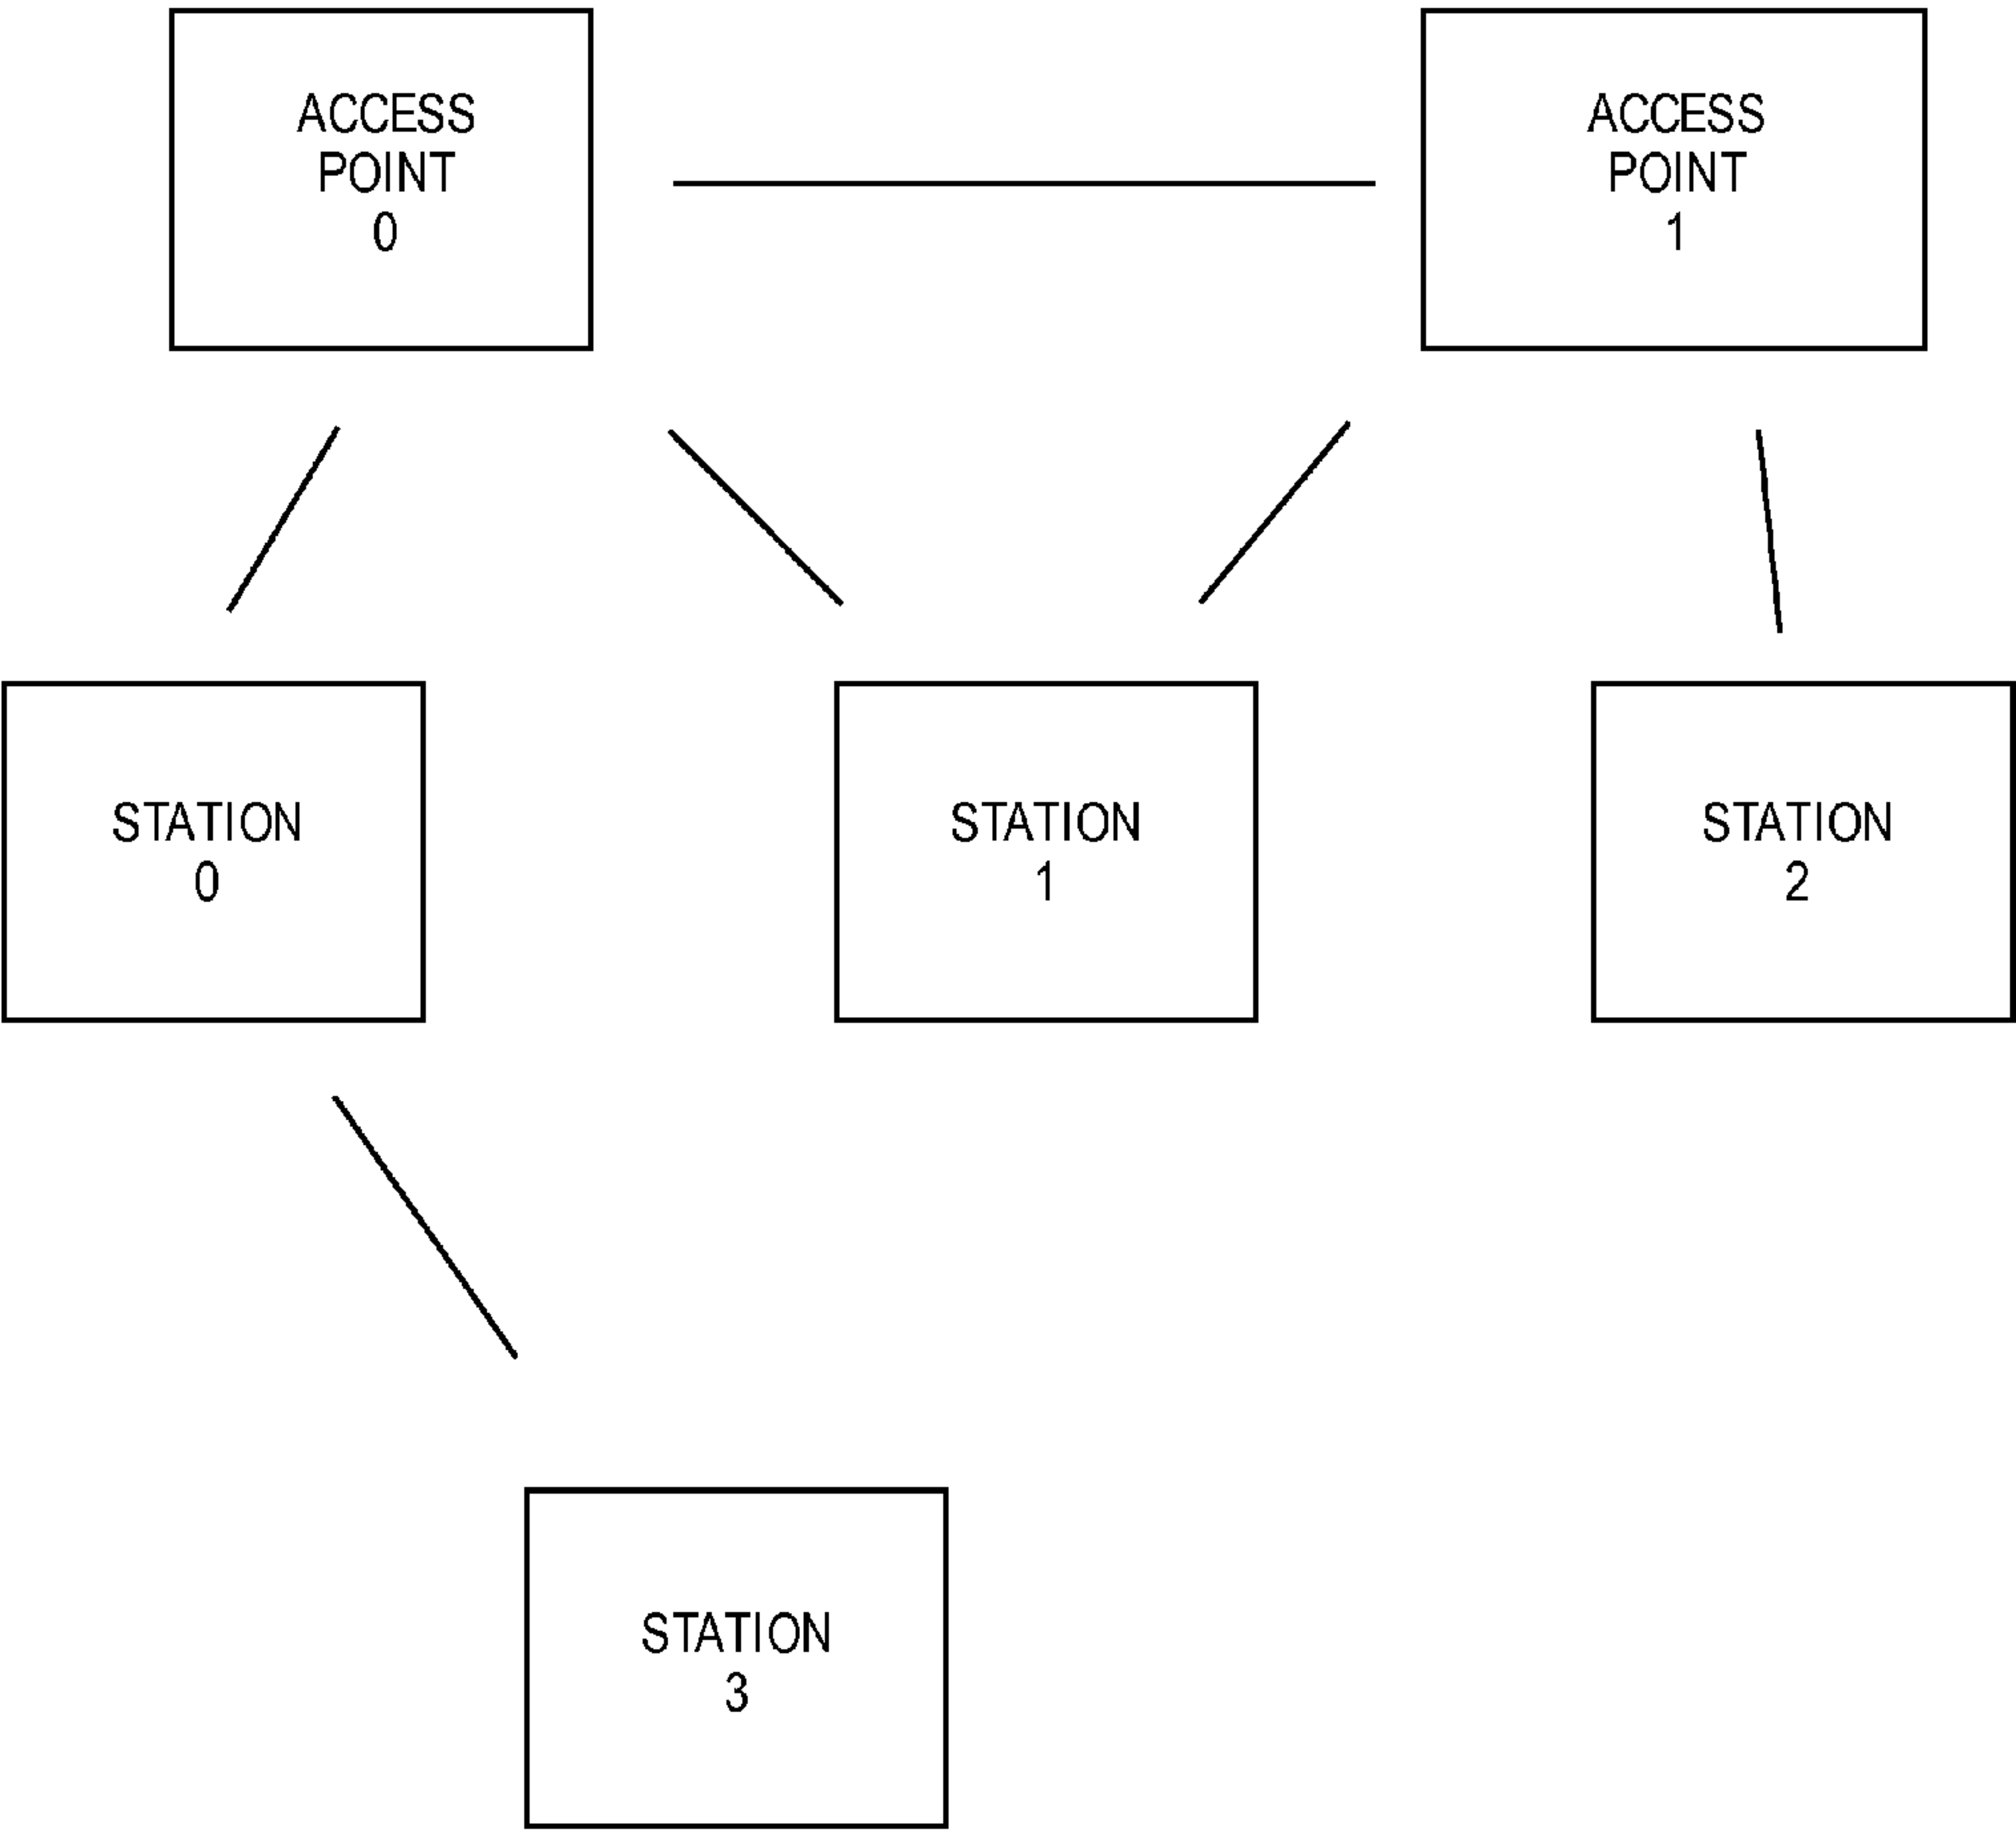 ACCESS
POINT
0
ACCESS
POINT
1
STATION
0
STATION
1
STATION
2
STATION
3